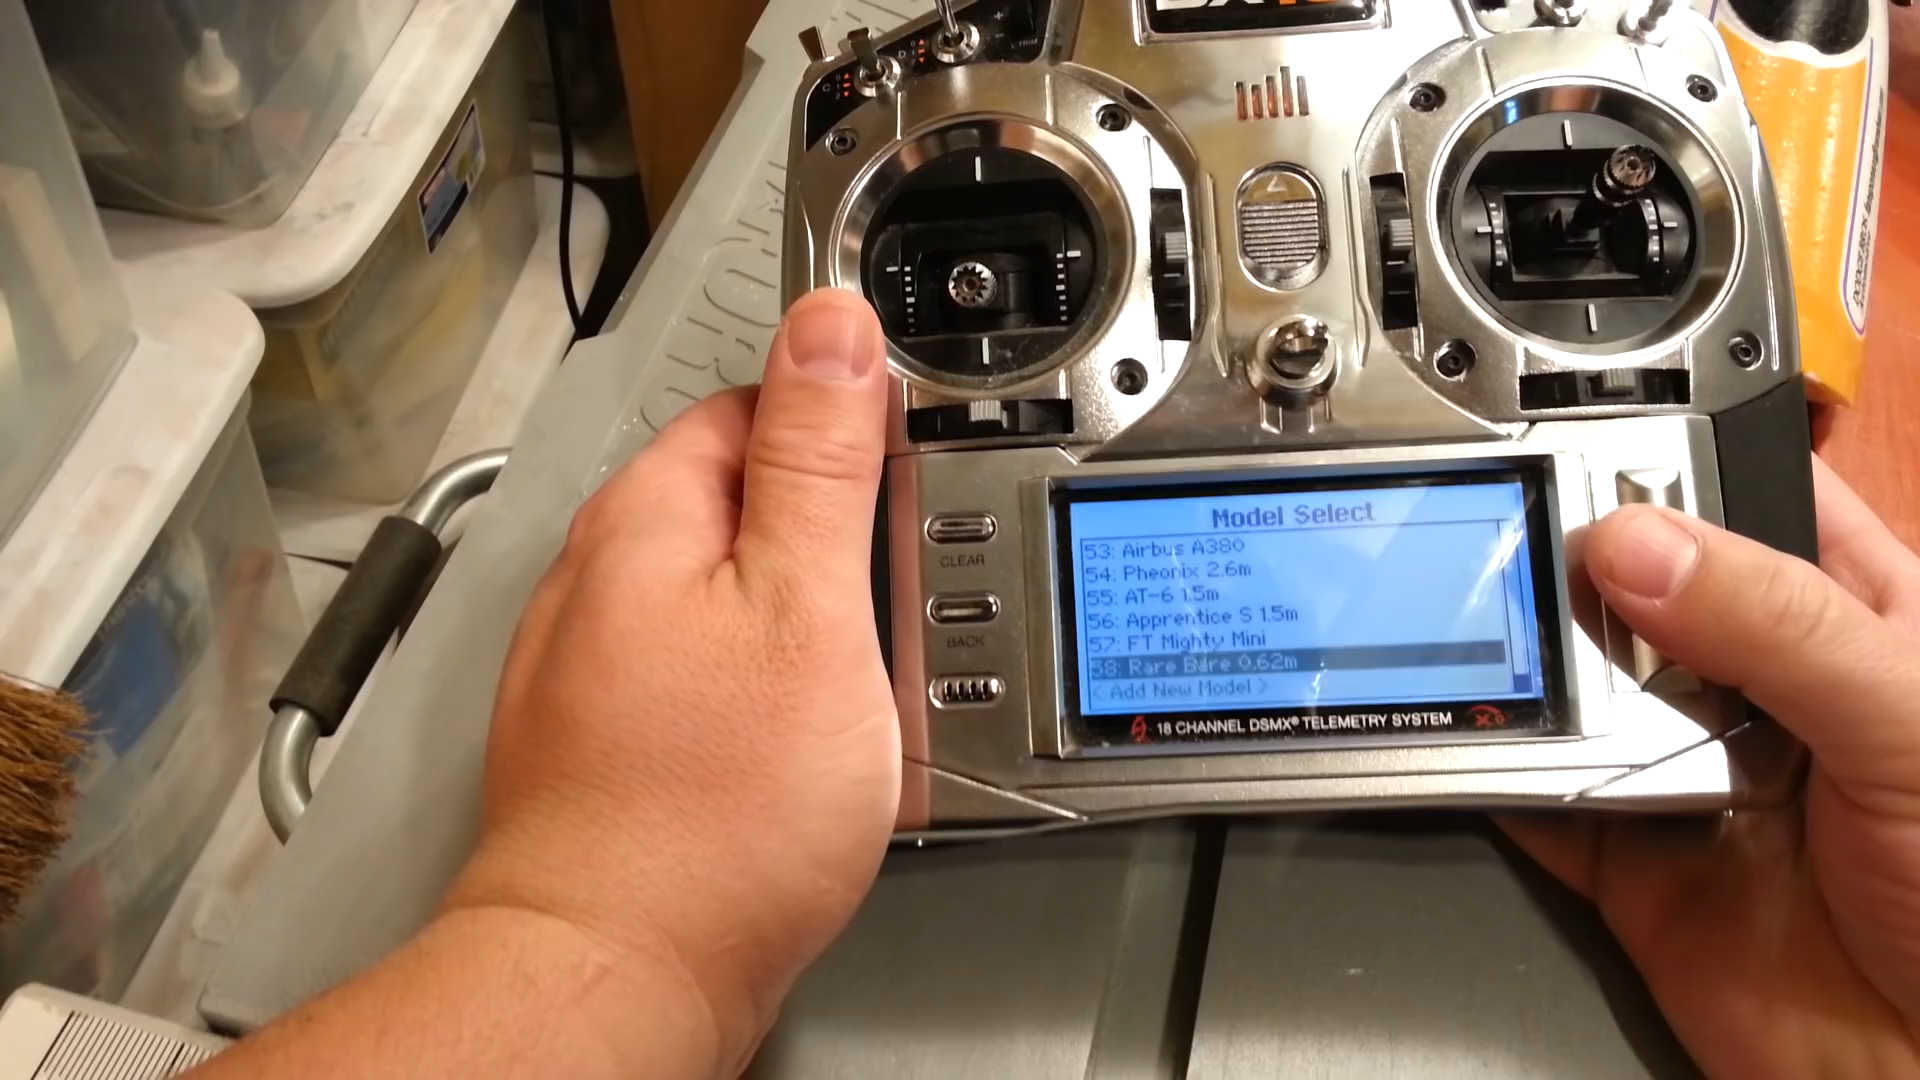 L TRIM
D
C
CLEAR
BACK
Model Select
53: Airbus A380
54: Pheonix 2.6m
55: AT-6 1.5m
56: Apprentice S 1.5m
57: FT Mighty Mini
58: Rare Bare 0.62m
< Add New Model >
18 CHANNEL DSMX® TELEMETRY SYSTEM